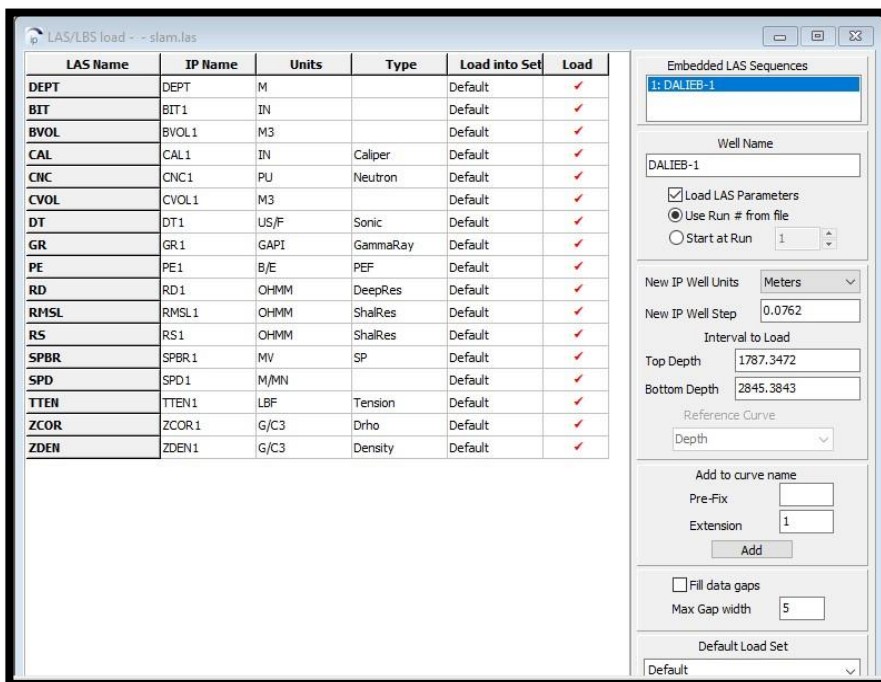 ip LAS/LBS load - - slam.las
LAS Name IP Name Units Type Load into Set Load
DEPT DEPT M Default
BIT BIT1 IN Default
BVOL BVOL1 M3 Default
CAL CAL1 IN Caliper Default
CNC CNC1 PU Neutron Default
CVOL CVOL1 M3 Default
DT DT1 US/F Sonic Default
GR GR1 GAPI GammaRay Default
PE PE1 B/E PEF Default
RD RD1 OHMM DeepRes Default
RMSL RMSL1 OHMM ShalRes Default
RS RS1 OHMM ShalRes Default
SPBR SPBR1 MV SP Default
SPD SPD1 M/MN Default
TTEN TTEN1 LBF Tension Default
ZCOR ZCOR1 G/C3 Drho Default
ZDEN ZDEN1 G/C3 Density Default
Embedded LAS Sequences
1: DALIEB-1
Well Name
DALIEB-1
Load LAS Parameters
Use Run # from file
Start at Run 1
New IP Well Units Meters
New IP Well Step 0.0762
Interval to Load
Top Depth 1787.3472
Bottom Depth 2845.3843
Reference Curve
Depth
Add to curve name
Pre-Fix
Extension 1
Add
Fill data gaps
Max Gap width 5
Default Load Set
Default